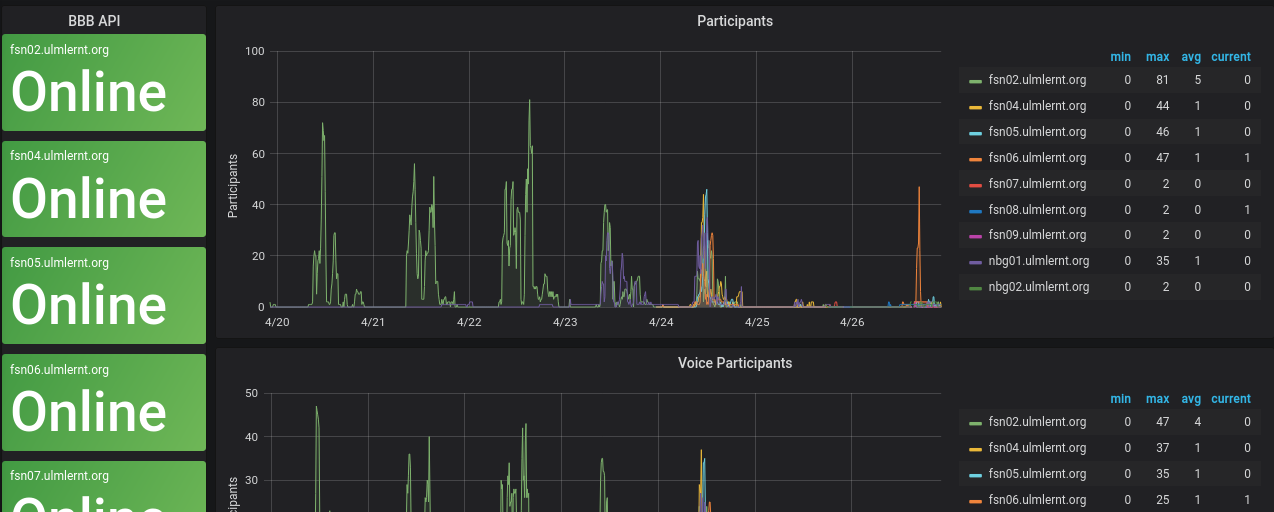 BBB API
fsn02.ulmlernt.org
Online
fsn04.ulmlernt.org
Online
fsn05.ulmlernt.org
Online
fsn06.ulmlernt.org
Online
fsn07.ulmlernt.org
Online
Participants
Participants
100
80
60
40
20
0
4/20 4/21 4/22 4/23 4/24 4/25 4/26
min max avg current
fsn02.ulmlernt.org 0 81 5 0
fsn04.ulmlernt.org 0 44 1 0
fsn05.ulmlernt.org 0 46 1 0
fsn06.ulmlernt.org 0 47 1 1
fsn07.ulmlernt.org 0 2 0 0
fsn08.ulmlernt.org 0 2 0 1
fsn09.ulmlernt.org 0 2 0 0
nbg01.ulmlernt.org 0 35 1 0
nbg02.ulmlernt.org 0 2 0 0
Voice Participants
cipants
50
40
30
min max avg current
fsn02.ulmlernt.org 0 47 4 0
fsn04.ulmlernt.org 0 37 1 0
fsn05.ulmlernt.org 0 35 1 0
fsn06.ulmlernt.org 0 25 1 1